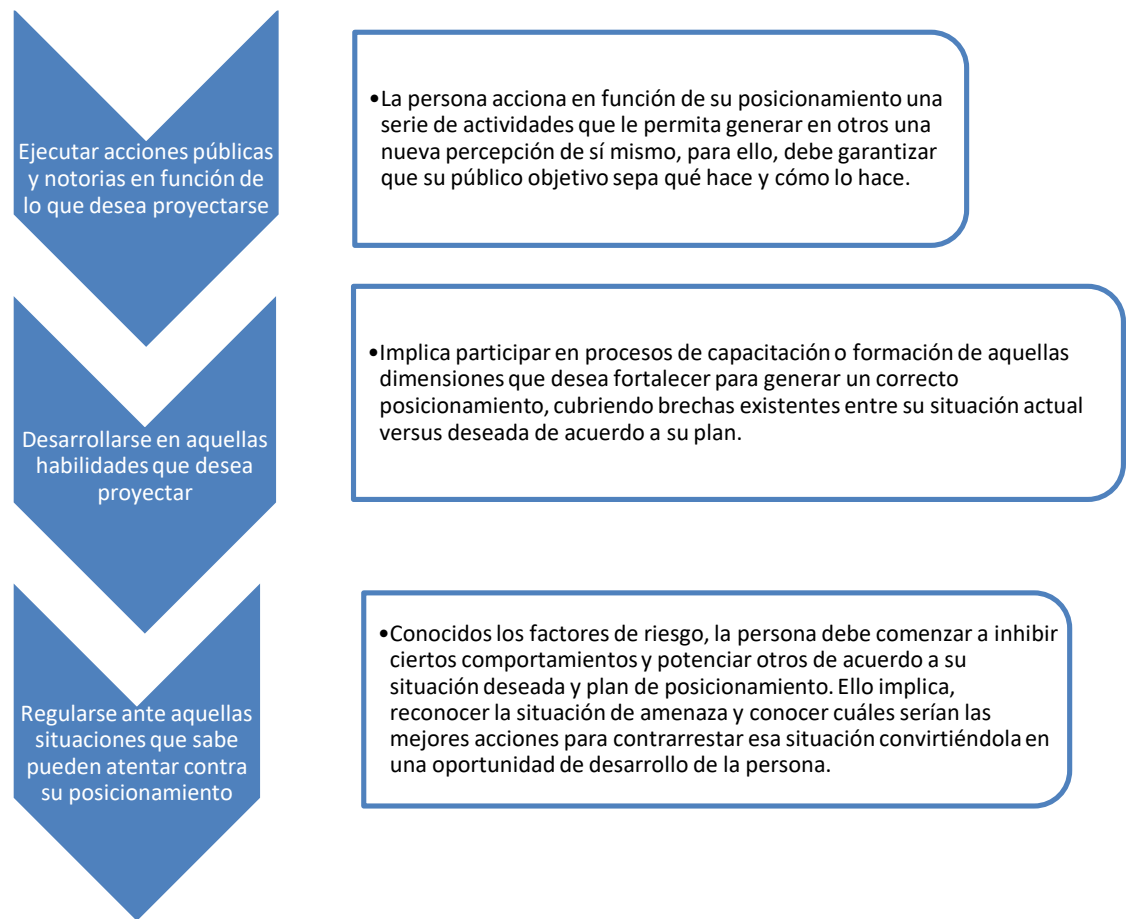 Ejecutar acciones públicas
y notorias en función de
lo que desea proyectarse
•La persona acciona en función de su posicionamiento una
serie de actividades que le permita generar en otros una
nueva percepción de sí mismo, para ello, debe garantizar
que su público objetivo sepa qué hace y cómo lo hace.
Desarrollarse en aquellas
habilidades que desea
proyectar
•Implica participar en procesos de capacitación o formación de aquellas
dimensiones que desea fortalecer para generar un correcto
posicionamiento, cubriendo brechas existentes entre su situación actual
versus deseada de acuerdo a su plan.
Regularse ante aquellas
situaciones que sabe
pueden atentar contra
su posicionamiento
•Conocidos los factores de riesgo, la persona debe comenzar a inhibir
ciertos comportamientos y potenciar otros de acuerdo a su
situación deseada y plan de posicionamiento. Ello implica,
reconocer la situación de amenaza y conocer cuáles serían las
mejores acciones para contrarrestar esa situación convirtiéndola en
una oportunidad de desarrollo de la persona.